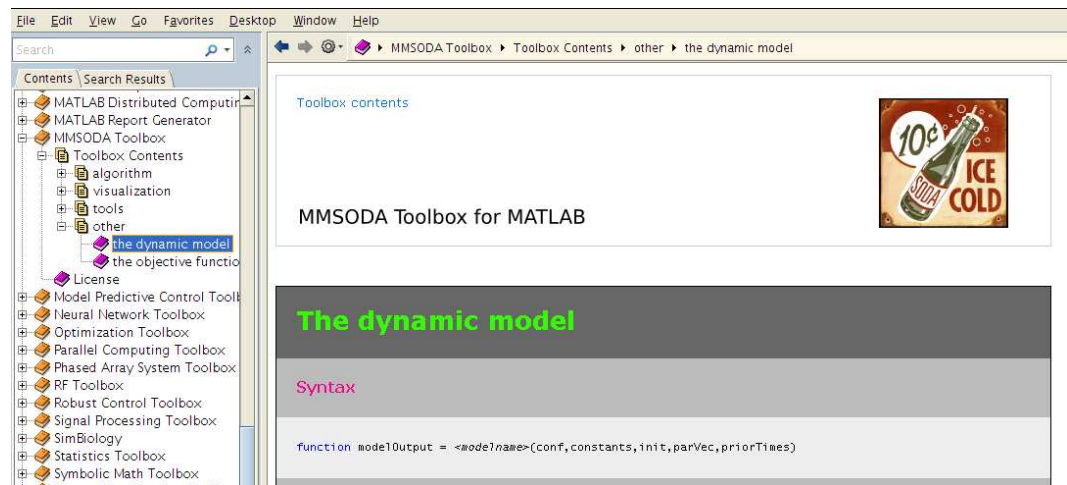 File Edit View Go Favorites Desktop Window Help
Search
MMSODA Toolbox Toolbox Contents other the dynamic model
Contents Search Results
MATLAB Distributed Computin
MATLAB Report Generator
MMSODA Toolbox
Toolbox Contents
algorithm
visualization
tools
other
the dynamic model
the objective functio
License
Model Predictive Control Toolb
Neural Network Toolbox
Optimization Toolbox
Parallel Computing Toolbox
Phased Array System Toolbox
RF Toolbox
Robust Control Toolbox
Signal Processing Toolbox
SimBiology
Statistics Toolbox
Symbolic Math Toolbox
Toolbox contents
10¢
SODA
ICE
COLD
MMSODA Toolbox for MATLAB
The dynamic model
Syntax
function modelOutput = <modelname>(conf,constants,init,parVec,priorTimes)